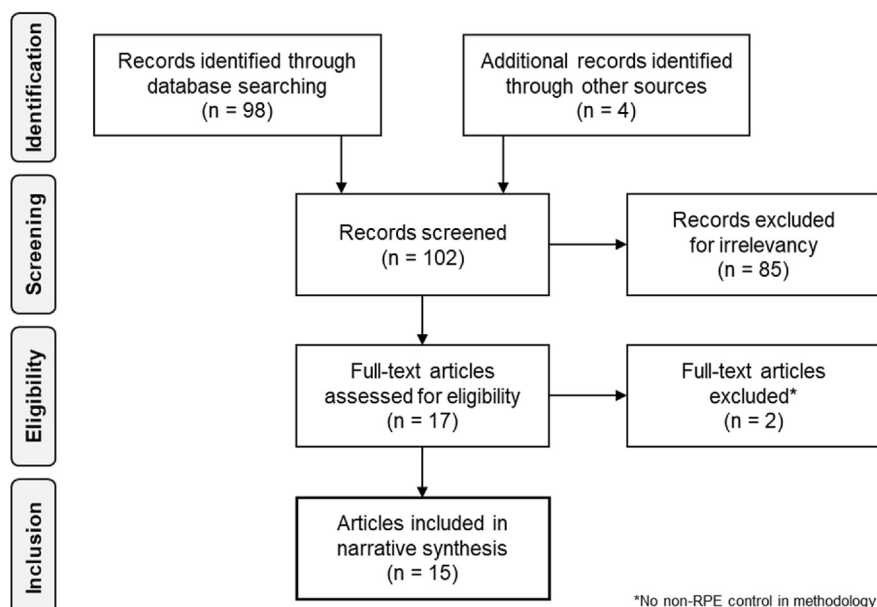 Identification
Records identified through
database searching
(n = 98)
Additional records identified
through other sources
(n = 4)
Screening
Records screened
(n = 102)
Records excluded
for irrelevancy
(n = 85)
Eligibility
Full-text articles
assessed for eligibility
(n = 17)
Full-text articles
excluded*
(n = 2)
Inclusion
Articles included in
narrative synthesis
(n = 15)
*No non-RPE control in methodology